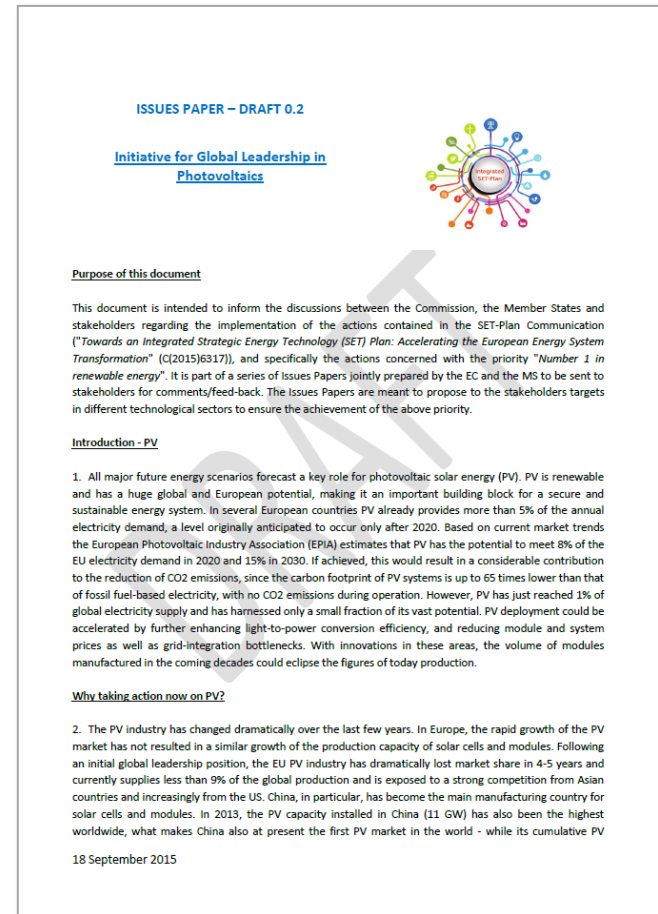 ISSUES PAPER – DRAFT 0.2
Initiative for Global Leadership in
Photovoltaics
Integrated
SET-Plan
Purpose of this document
This document is intended to inform the discussions between the Commission, the Member States and
stakeholders regarding the implementation of the actions contained in the SET-Plan Communication
("Towards an Integrated Strategic Energy Technology (SET) Plan: Accelerating the European Energy System
Transformation" (C(2015)6317)), and specifically the actions concerned with the priority "Number 1 in
renewable energy". It is part of a series of Issues Papers jointly prepared by the EC and the MS to be sent to
stakeholders for comments/feed-back. The Issues Papers are meant to propose to the stakeholders targets
in different technological sectors to ensure the achievement of the above priority.
Introduction - PV
1. All major future energy scenarios forecast a key role for photovoltaic solar energy (PV). PV is renewable
and has a huge global and European potential, making it an important building block for a secure and
sustainable energy system. In several European countries PV already provides more than 5% of the annual
electricity demand, a level originally anticipated to occur only after 2020. Based on current market trends
the European Photovoltaic Industry Association (EPIA) estimates that PV has the potential to meet 8% of the
EU electricity demand in 2020 and 15% in 2030. If achieved, this would result in a considerable contribution
to the reduction of CO2 emissions, since the carbon footprint of PV systems is up to 65 times lower than that
of fossil fuel-based electricity, with no CO2 emissions during operation. However, PV has just reached 1% of
global electricity supply and has harnessed only a small fraction of its vast potential. PV deployment could be
accelerated by further enhancing light-to-power conversion efficiency, and reducing module and system
prices as well as grid-integration bottlenecks. With innovations in these areas, the volume of modules
manufactured in the coming decades could eclipse the figures of today production.
Why taking action now on PV?
2. The PV industry has changed dramatically over the last few years. In Europe, the rapid growth of the PV
market has not resulted in a similar growth of the production capacity of solar cells and modules. Following
an initial global leadership position, the EU PV industry has dramatically lost market share in 4-5 years and
currently supplies less than 9% of the global production and is exposed to a strong competition from Asian
countries and increasingly from the US. China, in particular, has become the main manufacturing country for
solar cells and modules. In 2013, the PV capacity installed in China (11 GW) has also been the highest
worldwide, what makes China also at present the first PV market in the world - while its cumulative PV
18 September 2015
DRAFT